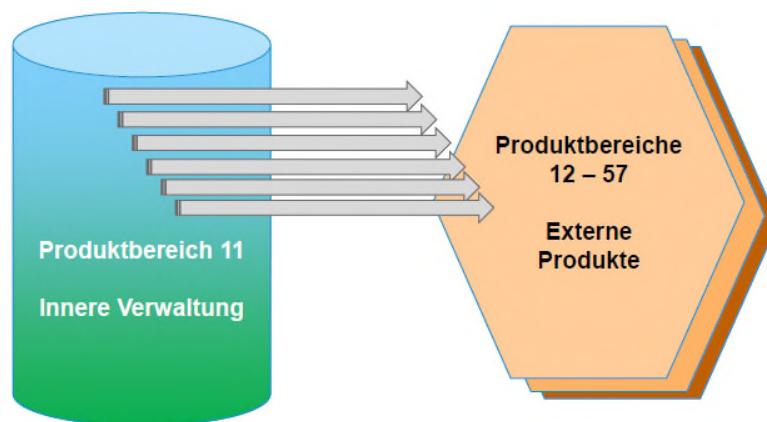 Produktbereich 11
Innere Verwaltung
Produktbereiche
12 – 57
Externe
Produkte